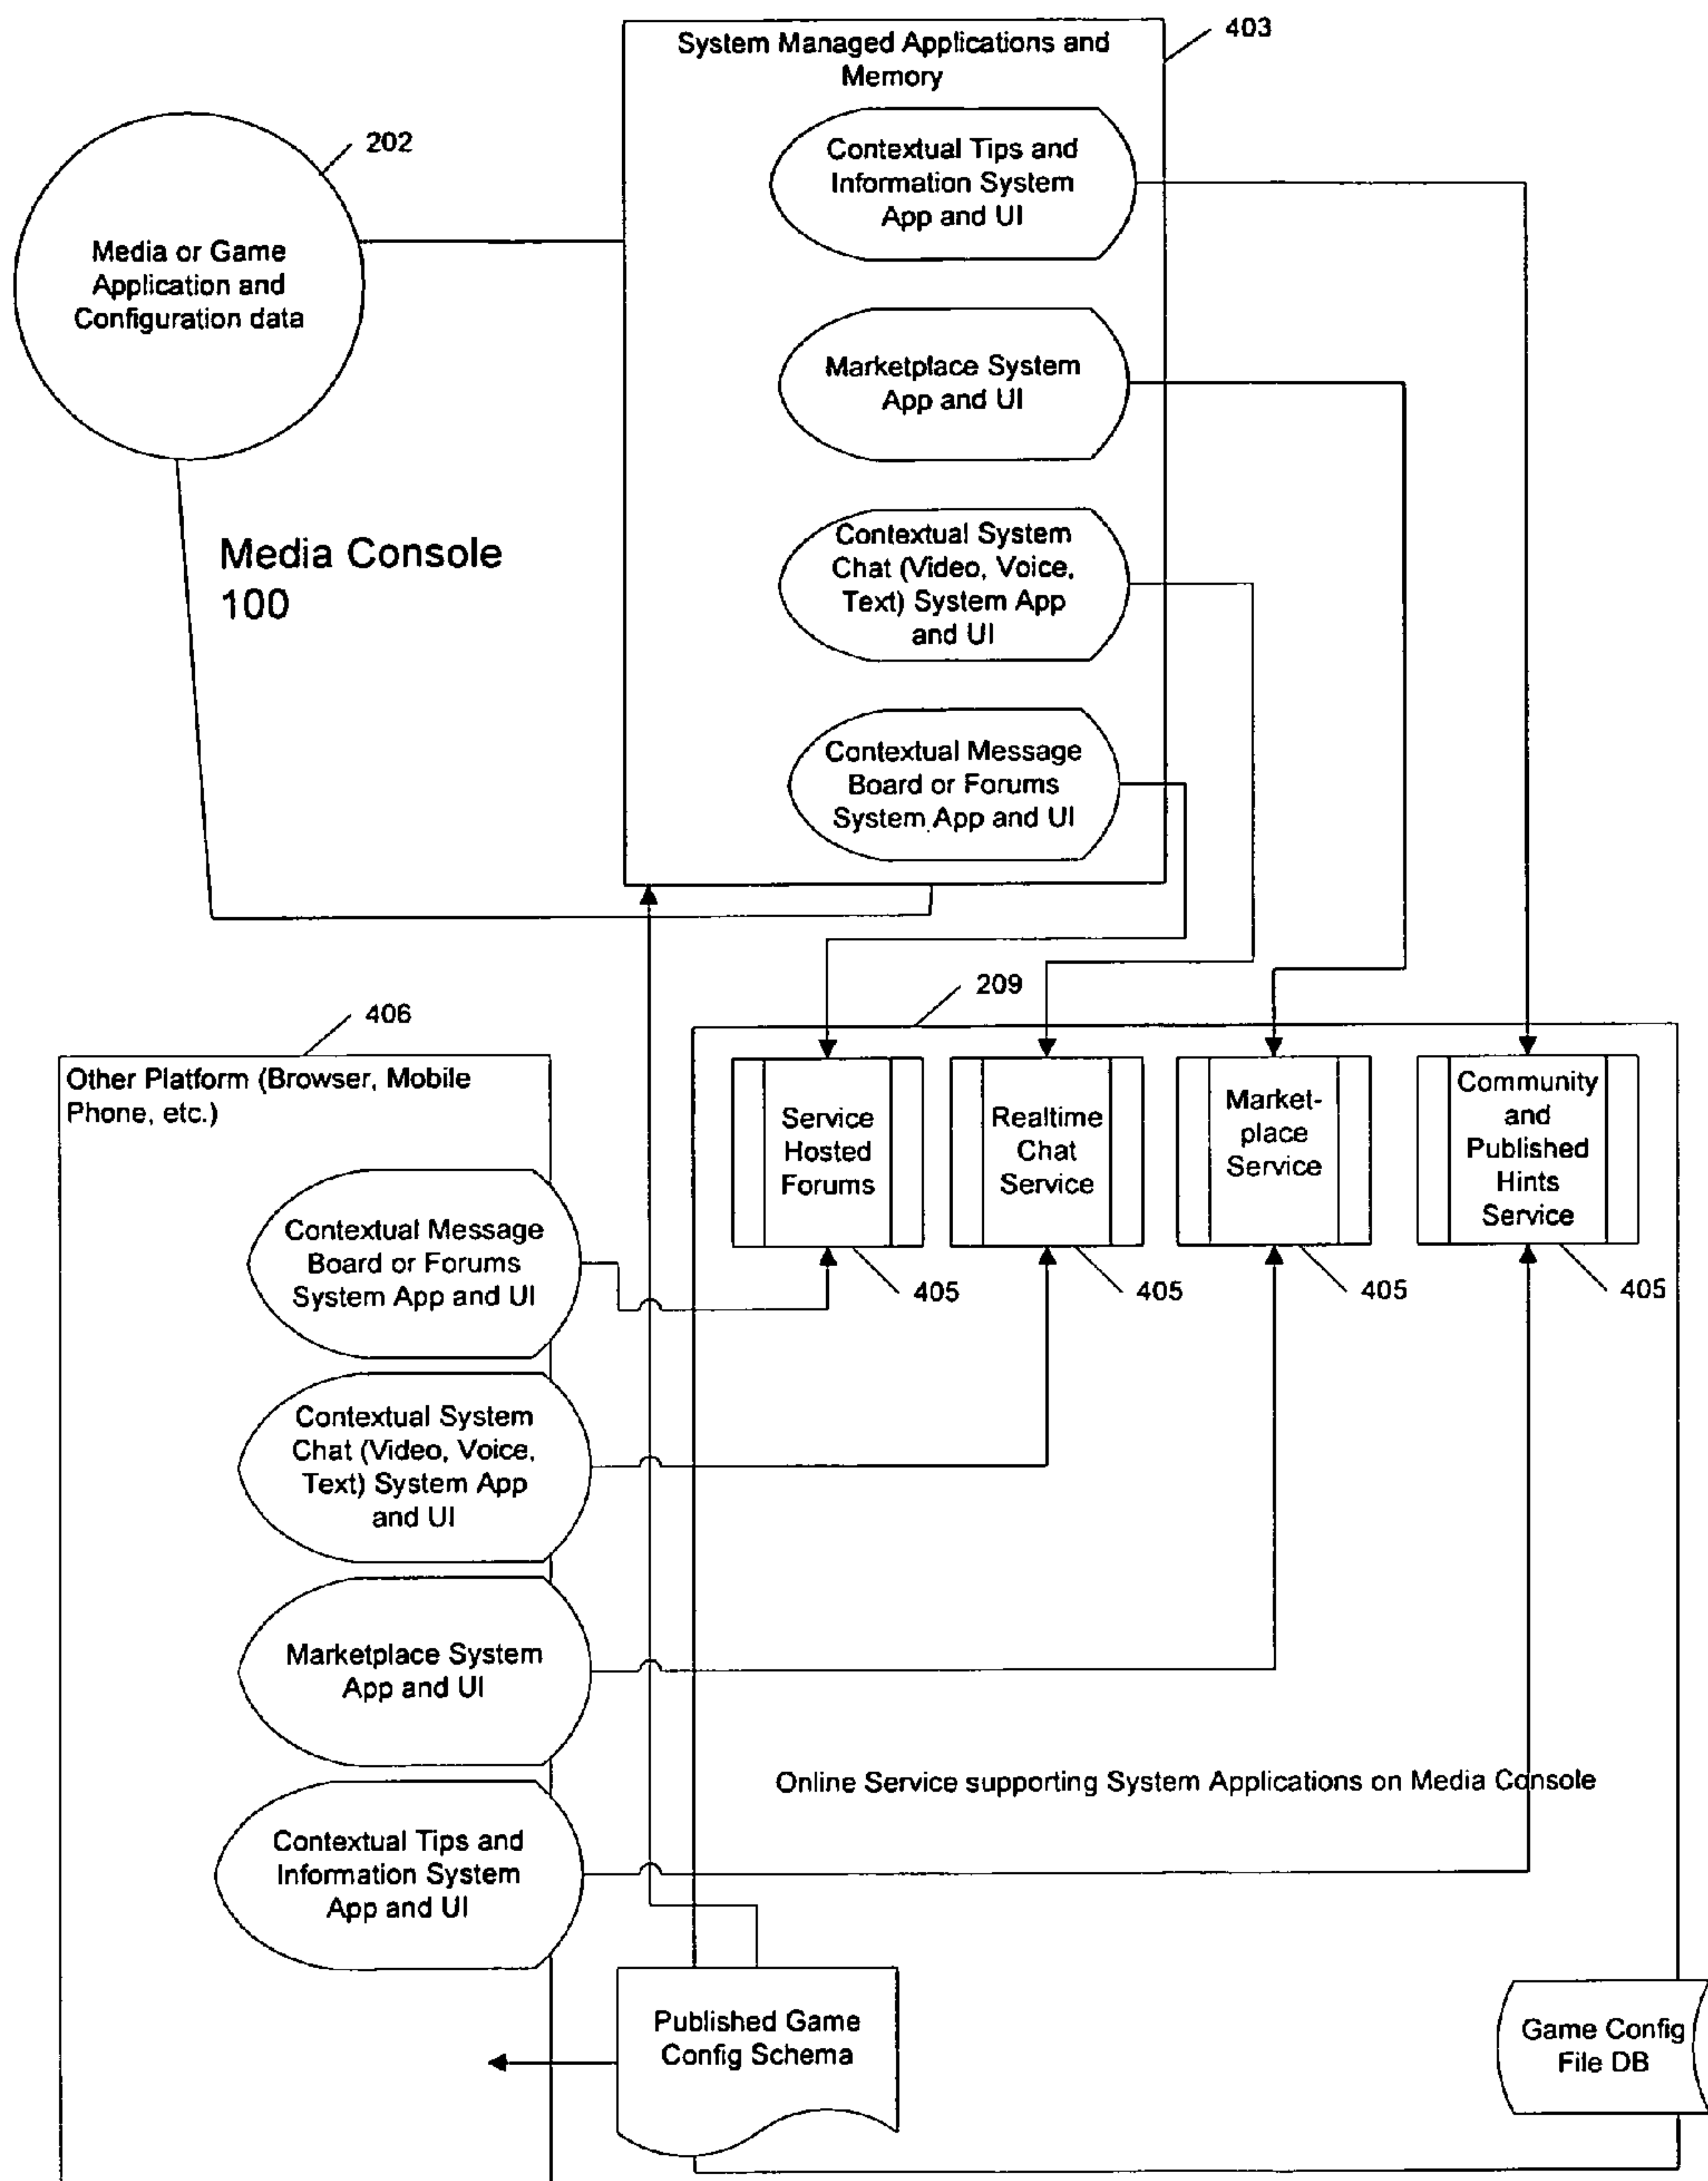 403
System Managed Applications and
Memory
202
Contextual Tips and
Information System
App and UI
Media or Game
Application and
Configuration data
Marketplace System
App and UI
Media Console
100
Contextual System
Chat (Video, Voice,
Text) System App
and UI
Contextual Message
Board or Forums
System App and UI
209
406
Other Platform (Browser, Mobile
Phone, etc.)
Service
Hosted
Forums
Realtime
Chat
Service
Market-
place
Service
Community
and
Published
Hints
Service
405
405
405
405
Contextual Message
Board or Forums
System App and UI
Contextual System
Chat (Video, Voice,
Text) System App
and UI
Marketplace System
App and UI
Online Service supporting System Applications on Media Console
Contextual Tips and
Information System
App and UI
Published Game
Config Schema
Game Config
File DB